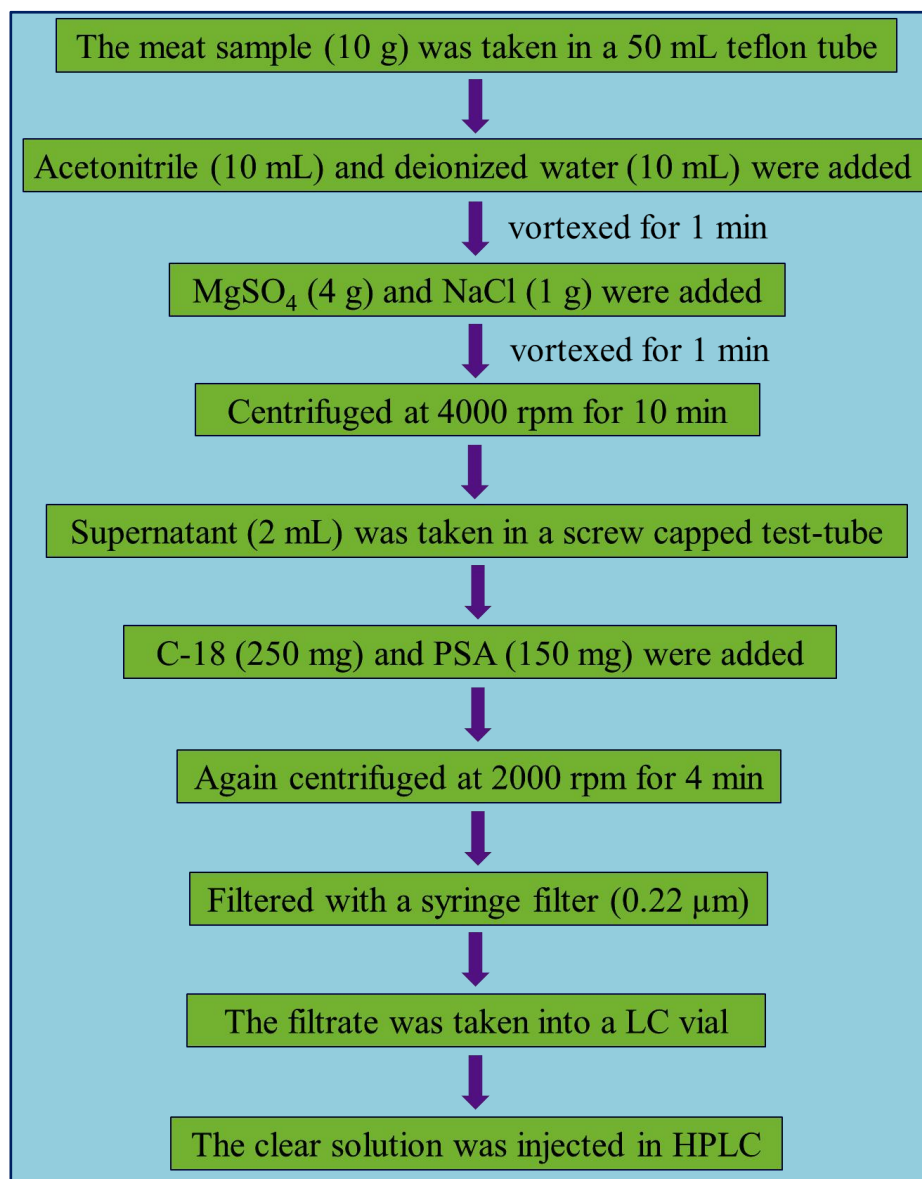 The meat sample (10 g) was taken in a 50 mL teflon tube
Acetonitrile (10 mL) and deionized water (10 mL) were added
vortexed for 1 min
MgSO₄ (4 g) and NaCl (1 g) were added
vortexed for 1 min
Centrifuged at 4000 rpm for 10 min
Supernatant (2 mL) was taken in a screw capped test-tube
C-18 (250 mg) and PSA (150 mg) were added
Again centrifuged at 2000 rpm for 4 min
Filtered with a syringe filter (0.22 µm)
The filtrate was taken into a LC vial
The clear solution was injected in HPLC